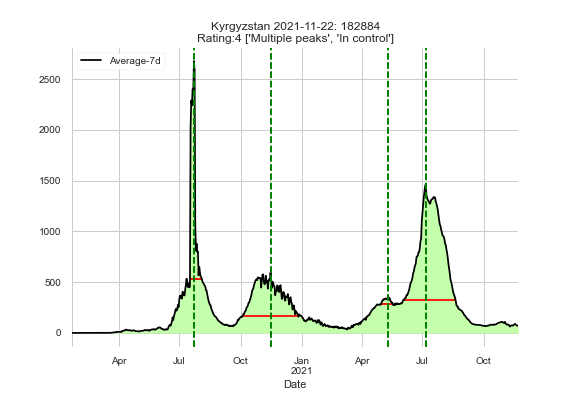 Kyrgyzstan 2021-11-22: 182884
Rating:4 ['Multiple peaks', 'In control']
Average-7d
2500
2000
1500
1000
500
0
Apr Jul Oct Jan Apr Jul Oct
2021
Date